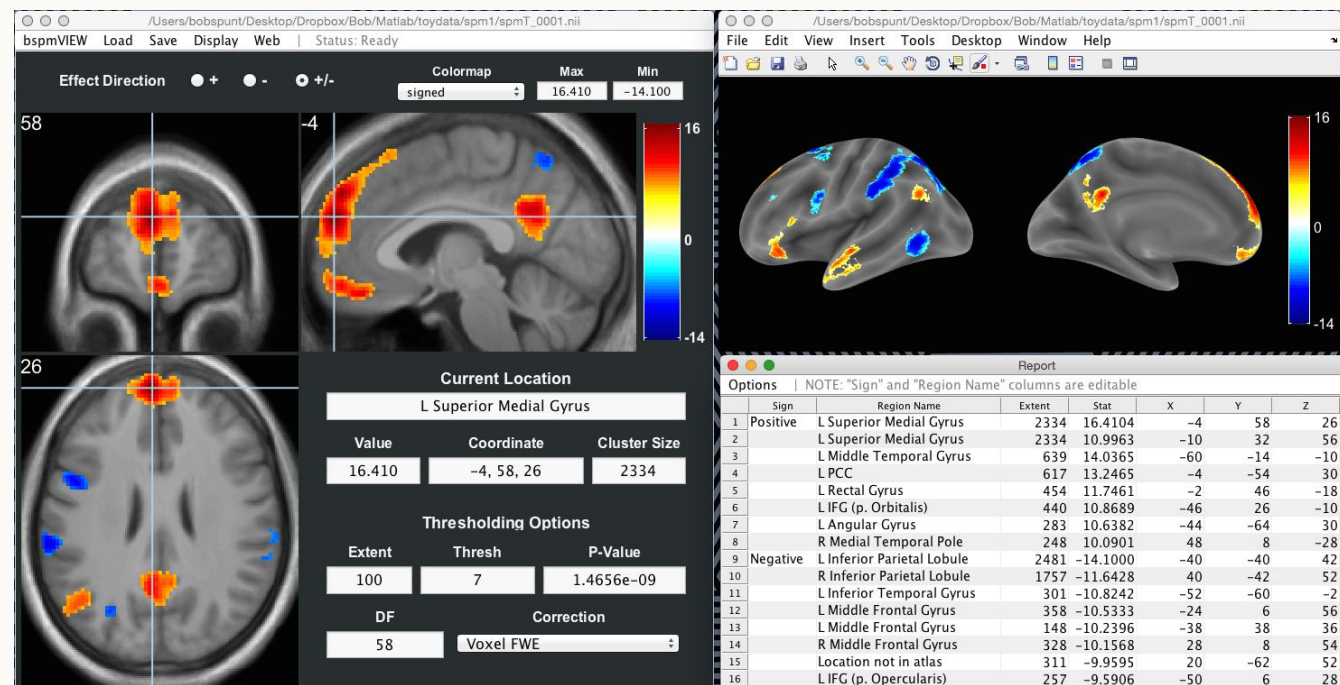 /Users/bobspunt/Desktop/Dropbox/Bob/Matlab/toydata/spm1/spmT_0001.nii
bspmVIEW Load Save Display Web | Status: Ready
Effect Direction + - +/-
Colormap Max Min
signed 16.410 -14.100
58
-4
16
0
-14
26
Current Location
L Superior Medial Gyrus
Value Coordinate Cluster Size
16.410 -4, 58, 26 2334
Thresholding Options
Extent Thresh P-Value
100 7 1.4656e-09
DF Correction
58 Voxel FWE
/Users/bobspunt/Desktop/Dropbox/Bob/Matlab/toydata/spm1/spmT_0001.nii
File Edit View Insert Tools Desktop Window Help
16
0
-14
Report
Options | NOTE: "Sign" and "Region Name" columns are editable
Sign Region Name Extent Stat X Y Z
1 Positive L Superior Medial Gyrus 2334 16.4104 -4 58 26
2 L Superior Medial Gyrus 2334 10.9963 -10 32 56
3 L Middle Temporal Gyrus 639 14.0365 -60 -14 -10
4 L PCC 617 13.2465 -4 -54 30
5 L Rectal Gyrus 454 11.7461 -2 46 -18
6 L IFG (p. Orbitalis) 440 10.8689 -46 26 -10
7 L Angular Gyrus 283 10.6382 -44 -64 30
8 R Medial Temporal Pole 248 10.0901 48 8 -28
9 Negative L Inferior Parietal Lobule 2481 -14.1000 -40 -40 42
10 R Inferior Parietal Lobule 1757 -11.6428 40 -42 52
11 L Inferior Temporal Gyrus 301 -10.8242 -52 -60 -2
12 L Middle Frontal Gyrus 358 -10.5333 -24 6 56
13 L Middle Frontal Gyrus 148 -10.2396 -38 38 36
14 R Middle Frontal Gyrus 328 -10.1568 28 8 54
15 Location not in atlas 311 -9.9595 20 -62 52
16 L IFG (p. Opercularis) 257 -9.5906 -50 6 28